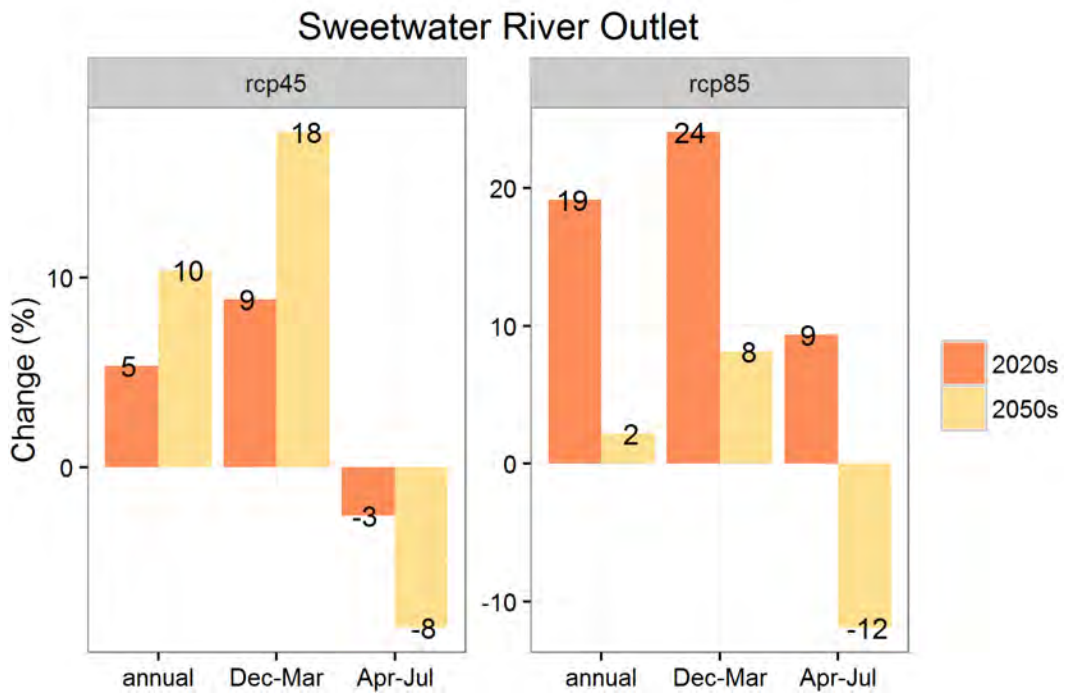 Sweetwater River Outlet
rcp45
rcp85
Change (%)
10
0
5
10
9
18
-3
-8
annual
Dec-Mar
Apr-Jul
20
10
0
-10
19
2
24
8
9
-12
annual
Dec-Mar
Apr-Jul
2020s
2050s